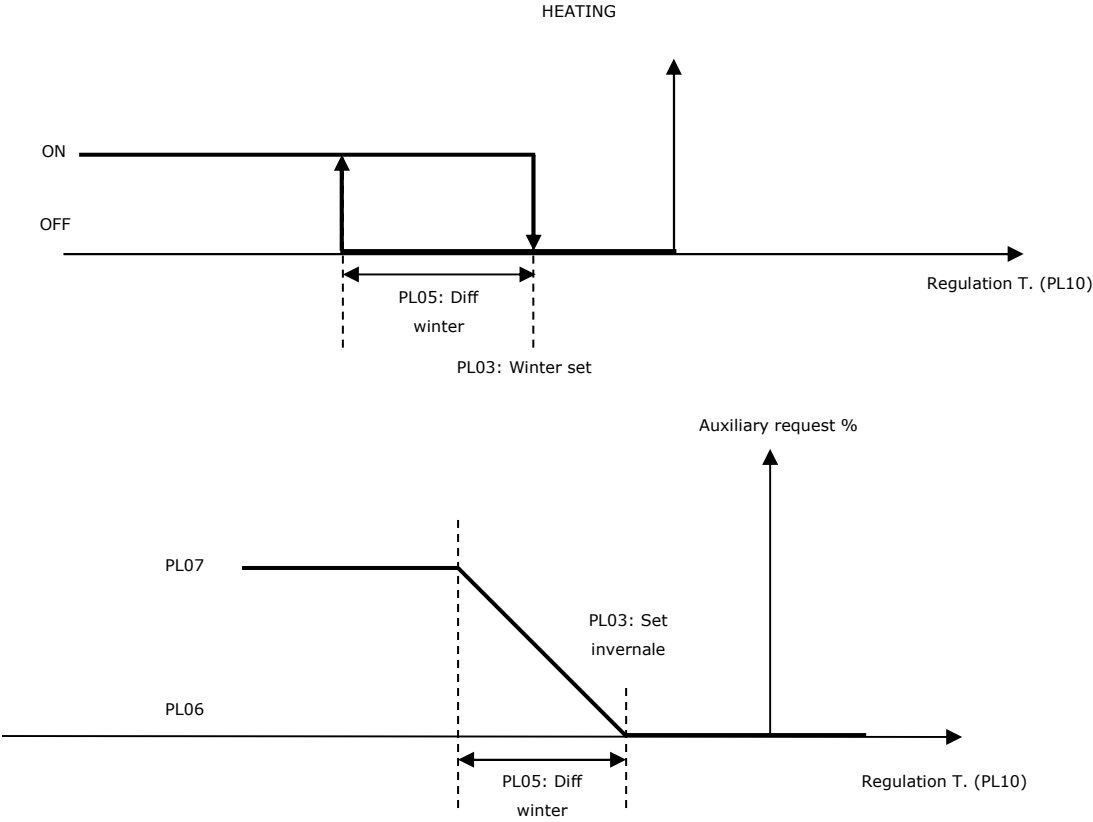 HEATING
ON
OFF
Regulation T. (PL10)
PL05: Diff
winter
PL03: Winter set
Auxiliary request %
PL07
PL03: Set
invernale
PL06
PL05: Diff
winter
Regulation T. (PL10)